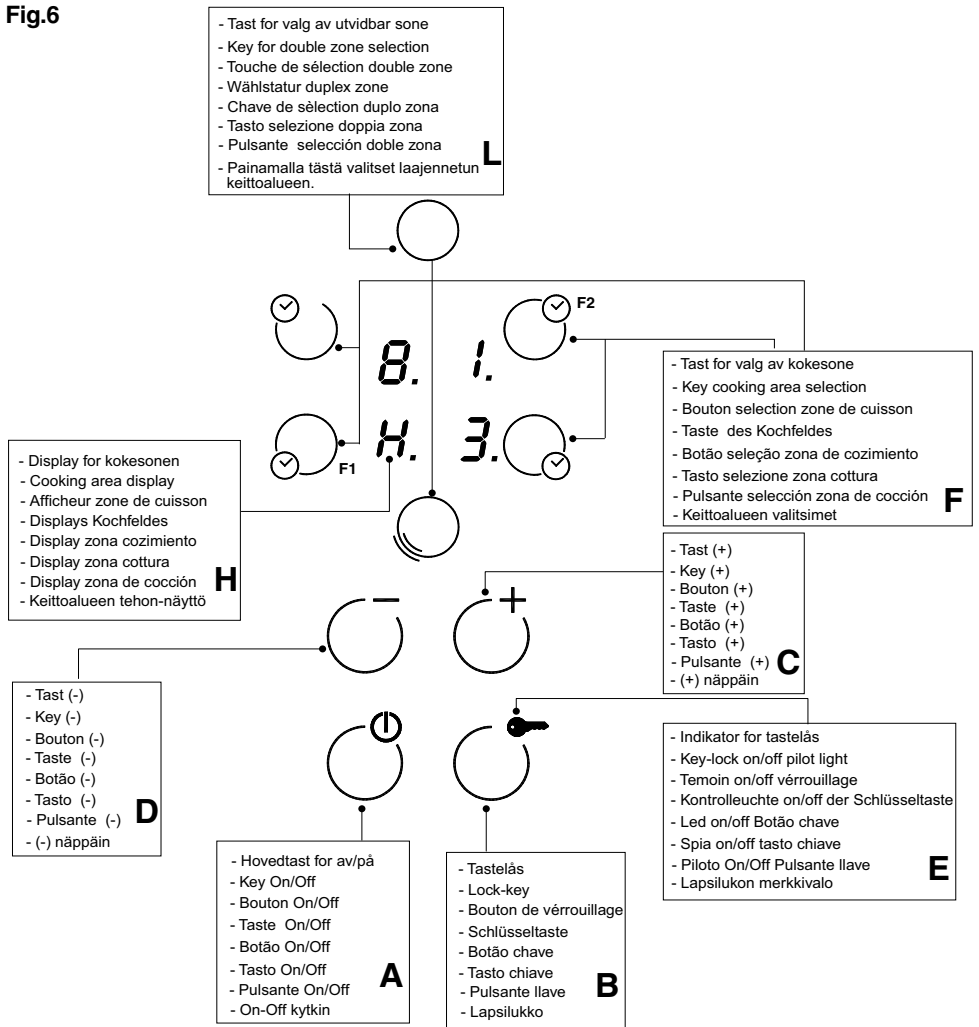 Fig.6
- Tast for valg av utvidbar sone
- Key for double zone selection
- Touche de sélection double zone
- Wählstatur duplex zone
- Chave de sèlection duplo zona
- Tasto selezione doppia zona
- Pulsante selección doble zona
- Painamalla tästä valitset laajennetun
keittoalueen.
L
F2
8. 1.
H. 3.
F1
- Tast for valg av kokesone
- Key cooking area selection
- Bouton selection zone de cuisson
- Taste des Kochfeldes
- Botão seleção zona de cozimiento
- Tasto selezione zona cottura
- Pulsante selección zona de cocción
- Keittoalueen valitsimet
F
- Display for kokesonen
- Cooking area display
- Afficheur zone de cuisson
- Displays Kochfeldes
- Display zona cozimiento
- Display zona cottura
- Display zona de cocción
- Keittoalueen tehon-näyttö
H
- Tast (+)
- Key (+)
- Bouton (+)
- Taste (+)
- Botão (+)
- Tasto (+)
- Pulsante (+)
- (+) näppäin
C
- +
- Tast (-)
- Key (-)
- Bouton (-)
- Taste (-)
- Botão (-)
- Tasto (-)
- Pulsante (-)
- (-) näppäin
D
- Indikator for tastelås
- Key-lock on/off pilot light
- Temoin on/off vérrouillage
- Kontrolleuchte on/off der Schlüsseltaste
- Led on/off Botão chave
- Spia on/off tasto chiave
- Piloto On/Off Pulsante llave
- Lapsilukon merkkivalo
E
- Hovedtast for av/på
- Key On/Off
- Bouton On/Off
- Taste On/Off
- Botão On/Off
- Tasto On/Off
- Pulsante On/Off
- On-Off kytkin
A
- Tastelås
- Lock-key
- Bouton de vérrouillage
- Schlüsseltaste
- Botão chave
- Tasto chiave
- Pulsante llave
- Lapsilukko
B